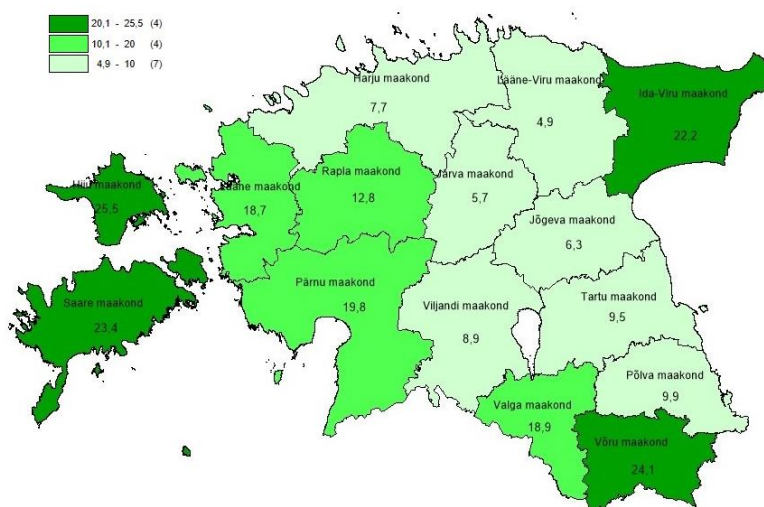 20,1 - 25,5 (4)
10,1 - 20 (4)
4,9 - 10 (7)
Harju maakond
7,7
Lääne-Viru maakond
4,9
Ida-Viru maakond
22,2
Hiiu maakond
25,5
Lääne maakond
18,7
Rapla maakond
12,8
Järva maakond
5,7
Jõgeva maakond
6,3
Saare maakond
23,4
Pärnu maakond
19,8
Viljandi maakond
8,9
Tartu maakond
9,5
Põlva maakond
9,9
Valga maakond
18,9
Võru maakond
24,1